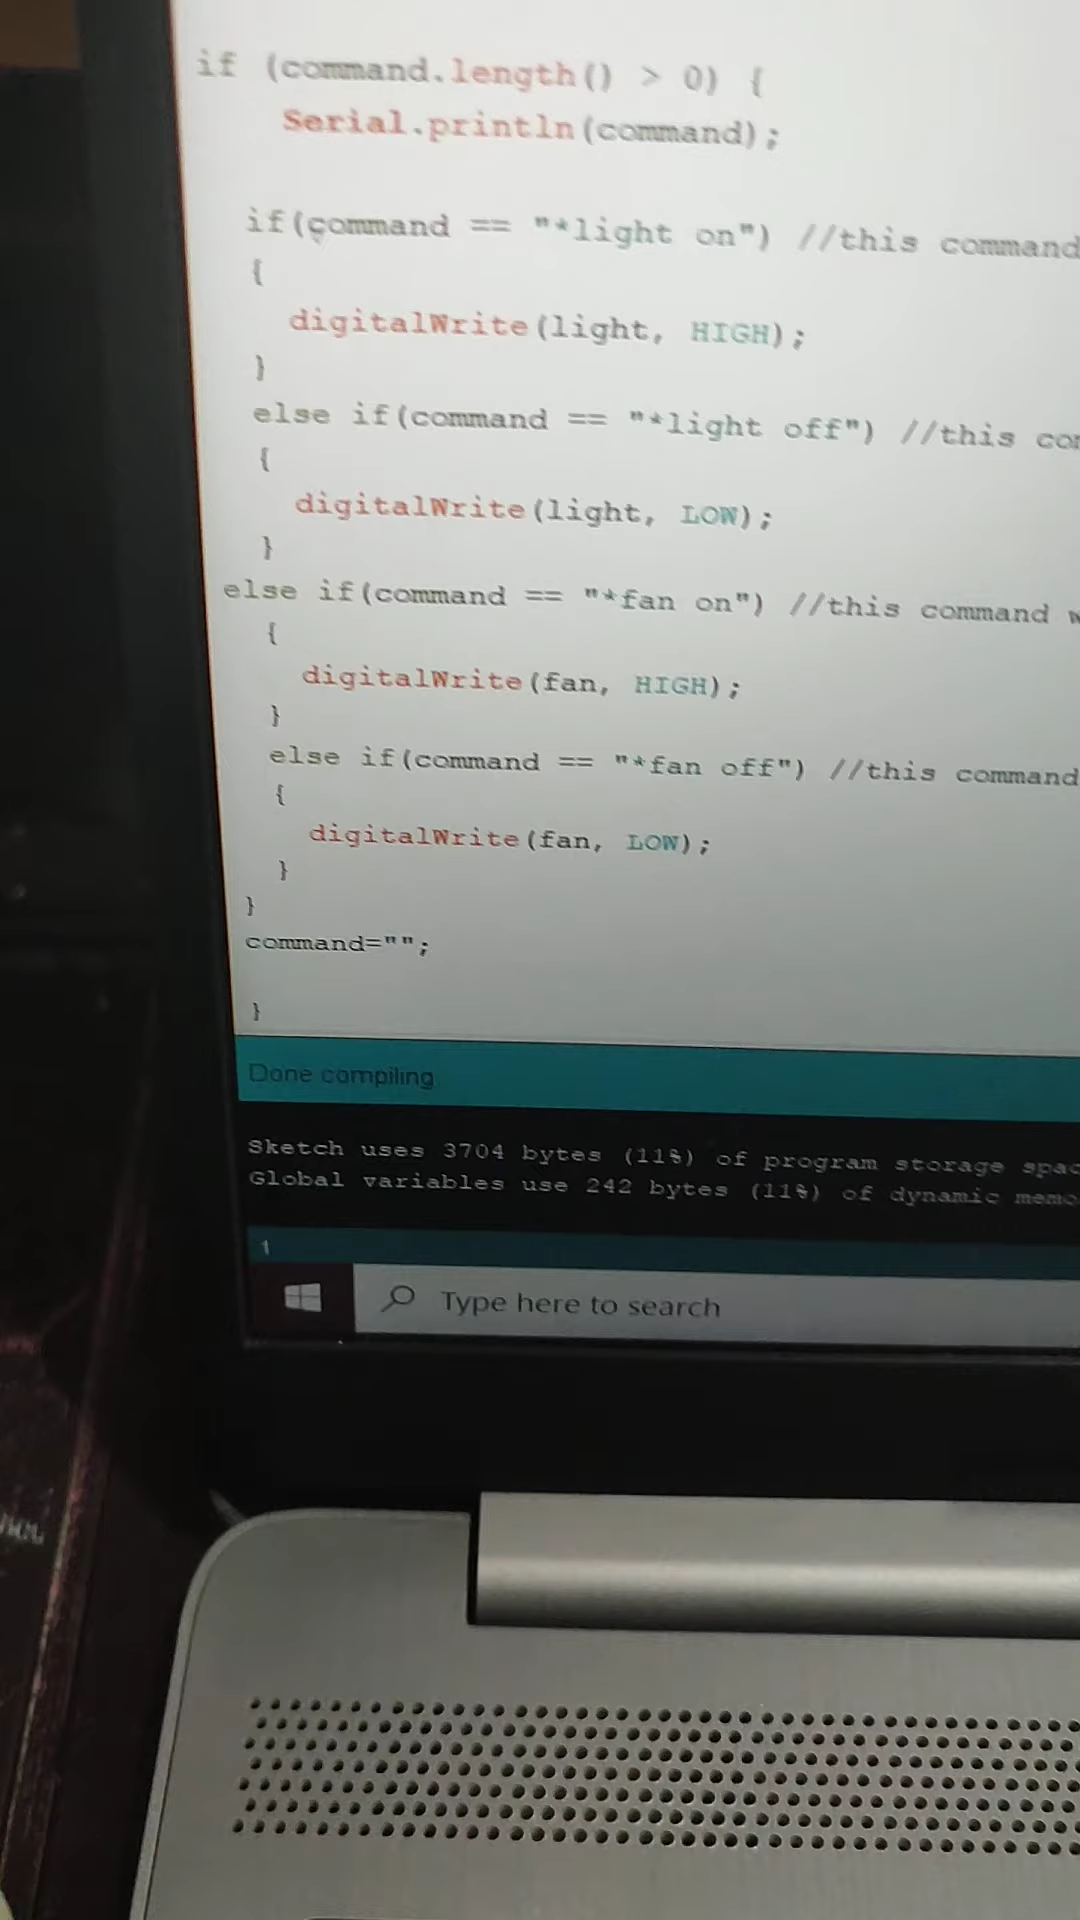 if (command.length() > 0) {
Serial.println(command);
if(command == "*light on") //this command
{
digitalWrite(light, HIGH);
}
else if(command == "*light off") //this
{
digitalWrite(light, LOW);
}
else if(command == "*fan on") //this command
{
digitalWrite(fan, HIGH);
}
else if(command == "*fan off") //this command
{
digitalWrite(fan, LOW);
}
}
command="";
}
Done compiling
Sketch uses 3704 bytes (11%) of program storage
Global variables use 242 bytes (11%) of dynamic
1
Type here to search